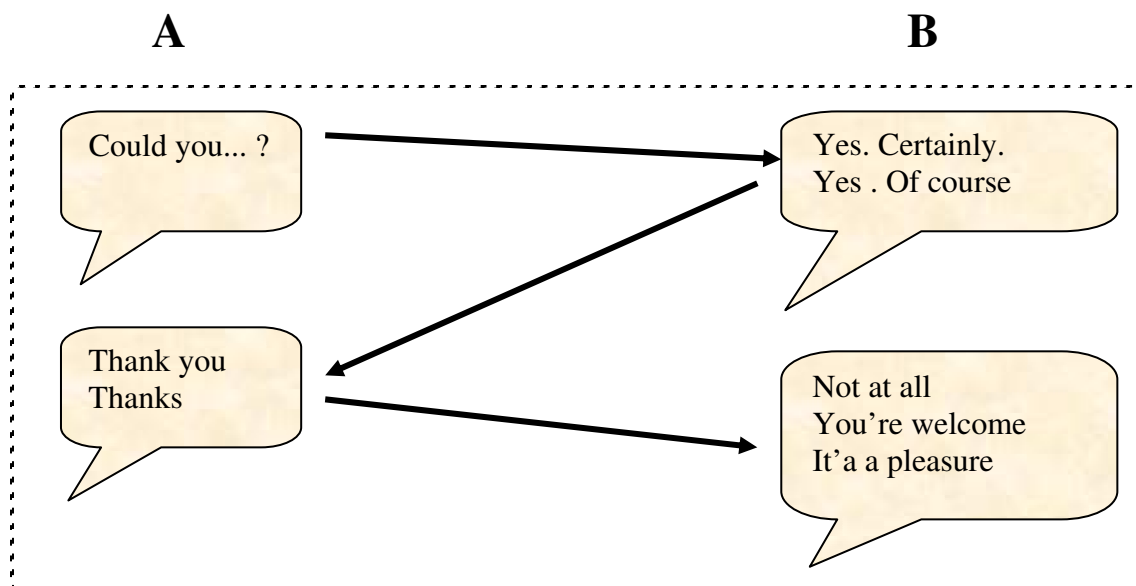 A
B
Could you... ?
Yes. Certainly.
Yes . Of course
Thank you
Thanks
Not at all
You're welcome
It'a a pleasure